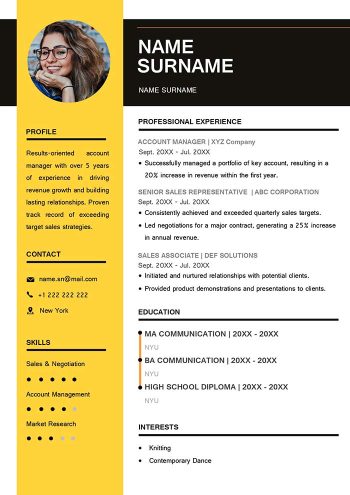 NAME
SURNAME
NAME SURNAME
PROFILE
Results-oriented account
manager with over 5 years
of experience in driving
revenue growth and building
lasting relationships. Proven
track record of exceeding
target sales strategies.
CONTACT
name.sn@mail.com
+1 222 222 222
New York
SKILLS
Sales & Negotiation
Account Management
Market Research
PROFESSIONAL EXPERIENCE
ACCOUNT MANAGER | XYZ Company
Sept. 20XX - Jul. 20XX
• Successfully managed a portfolio of key account, resulting in a
20% increase in revenue within the first year.
SENIOR SALES REPRESENTATIVE | ABC CORPORATION
Sept. 20XX - Jul. 20XX
• Consistently achieved and exceeded quarterly sales targets.
• Led negotiations for a major contract, generating a 25% increase
in annual revenue.
SALES ASSOCIATE | DEF SOLUTIONS
Sept. 20XX - Jul. 20XX
• Initiated and nurtured relationships with potential clients.
• Provided product demonstrations and presentations to clients.
EDUCATION
MA COMMUNICATION | 20XX - 20XX
NYU
BA COMMUNICATION | 20XX - 20XX
NYU
HIGH SCHOOL DIPLOMA | 20XX - 20XX
NYU
INTERESTS
• Knitting
• Contemporary Dance